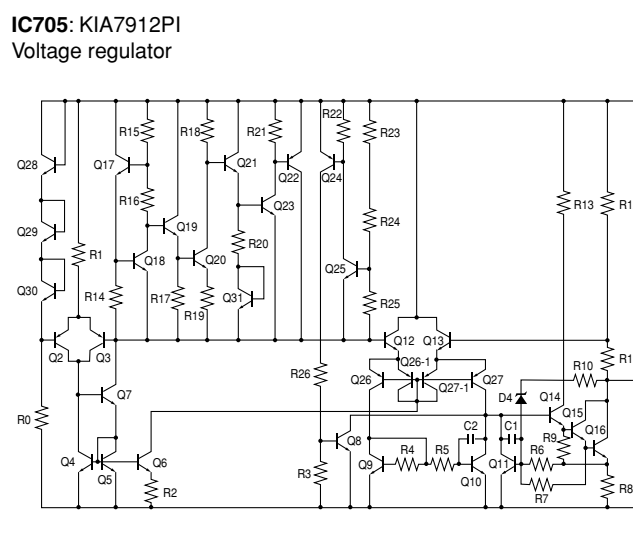 IC705: KIA7912PI
Voltage regulator
R15 R18 R21 R22 R23
Q28 Q17 Q21 Q22 Q24
R16 Q23 R13 R1
Q29 Q19 R24
R1 Q18 Q20 R20 Q25
Q30 R14 R17 R19 Q31 R25
Q2 Q3 Q12 Q13
Q26-1 R1
R26 Q26 Q27-1 Q27 R10
Q7 D4 Q14
R0 Q15
Q8 C2 C1 Q16
Q4 Q5 Q6 R4 R5 R9 R6
R3 Q9 Q10 Q11
R2 R7 R8